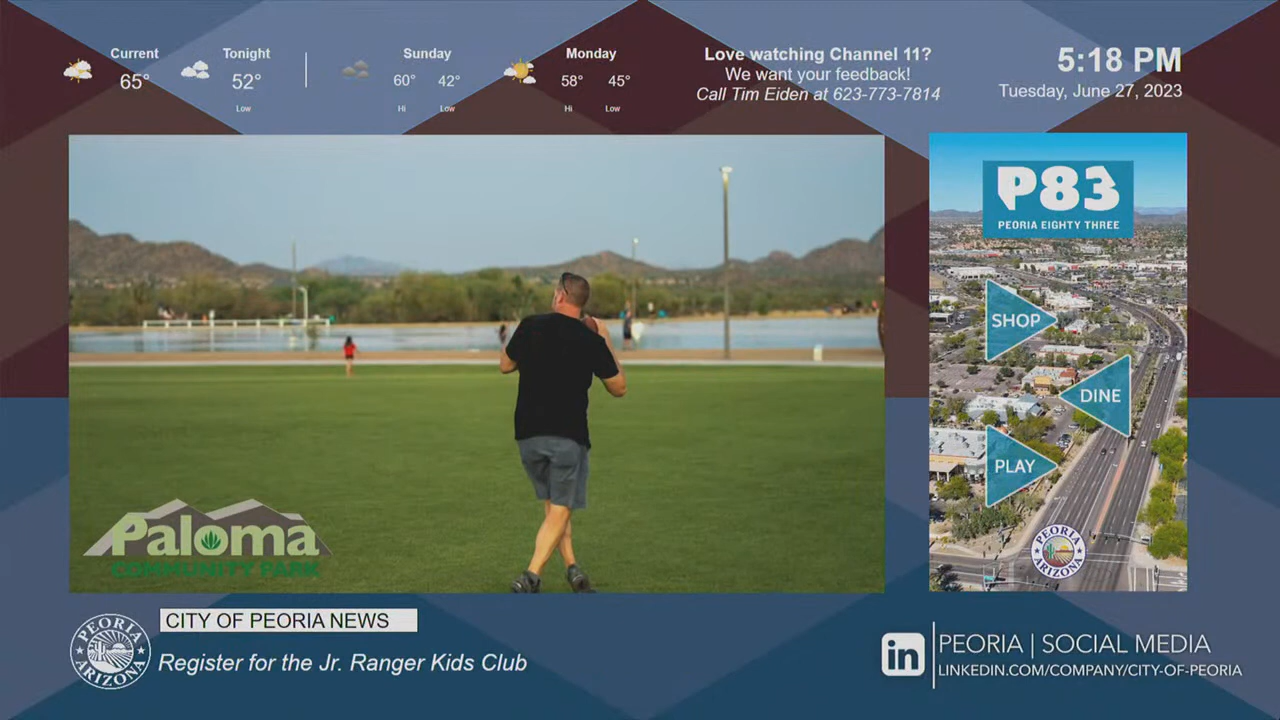 Current
65°
Tonight
52°
Low
Sunday
60° 42°
Hi Low
Monday
58° 45°
Hi Low
Love watching Channel 11?
We want your feedback!
Call Tim Eiden at 623-773-7814
5:18 PM
Tuesday, June 27, 2023
P83
PEORIA EIGHTY THREE
SHOP
DINE
PLAY
PEORIA
ARIZONA
Paloma
COMMUNITY PARK
PEORIA
ARIZONA
CITY OF PEORIA NEWS
Register for the Jr. Ranger Kids Club
in
PEORIA | SOCIAL MEDIA
LINKEDIN.COM/COMPANY/CITY-OF-PEORIA